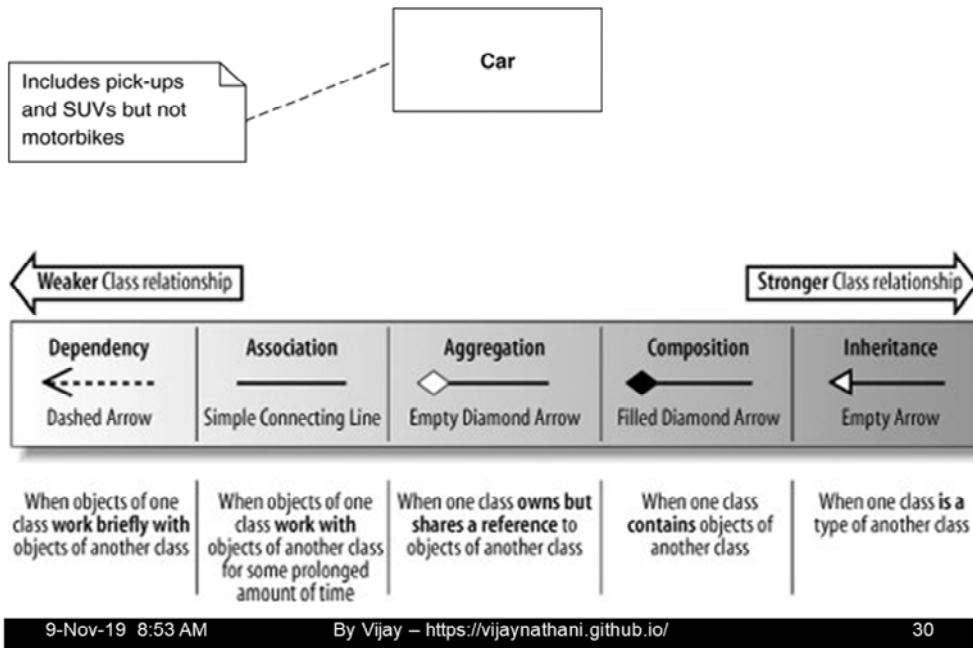 Car
Includes pick-ups
and SUVs but not
motorbikes
Weaker Class relationship
Stronger Class relationship
Dependency
Dashed Arrow
Association
Simple Connecting Line
Aggregation
Empty Diamond Arrow
Composition
Filled Diamond Arrow
Inheritance
Empty Arrow
When objects of one
class work briefly with
objects of another class
When objects of one
class work with
objects of another class
for some prolonged
amount of time
When one class owns but
shares a reference to
objects of another class
When one class
contains objects of
another class
When one class is a
type of another class
9-Nov-19 8:53 AM
By Vijay – https://vijaynathani.github.io/
30